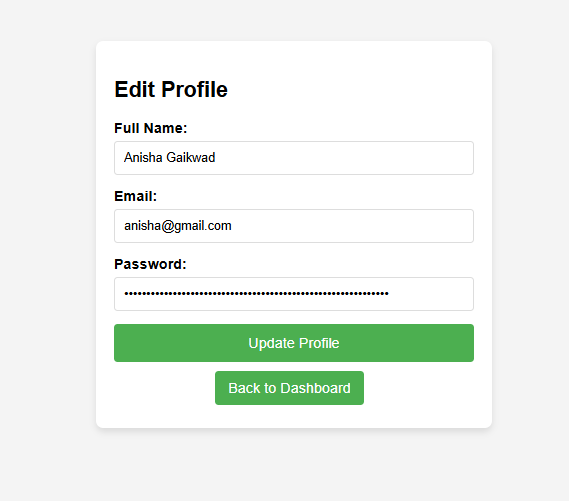 Edit Profile
Full Name:
Anisha Gaikwad
Email:
anisha@gmail.com
Password:
••••••••••••••••••••••••••••••••••••••••••••••••••••••••••••
Update Profile
Back to Dashboard